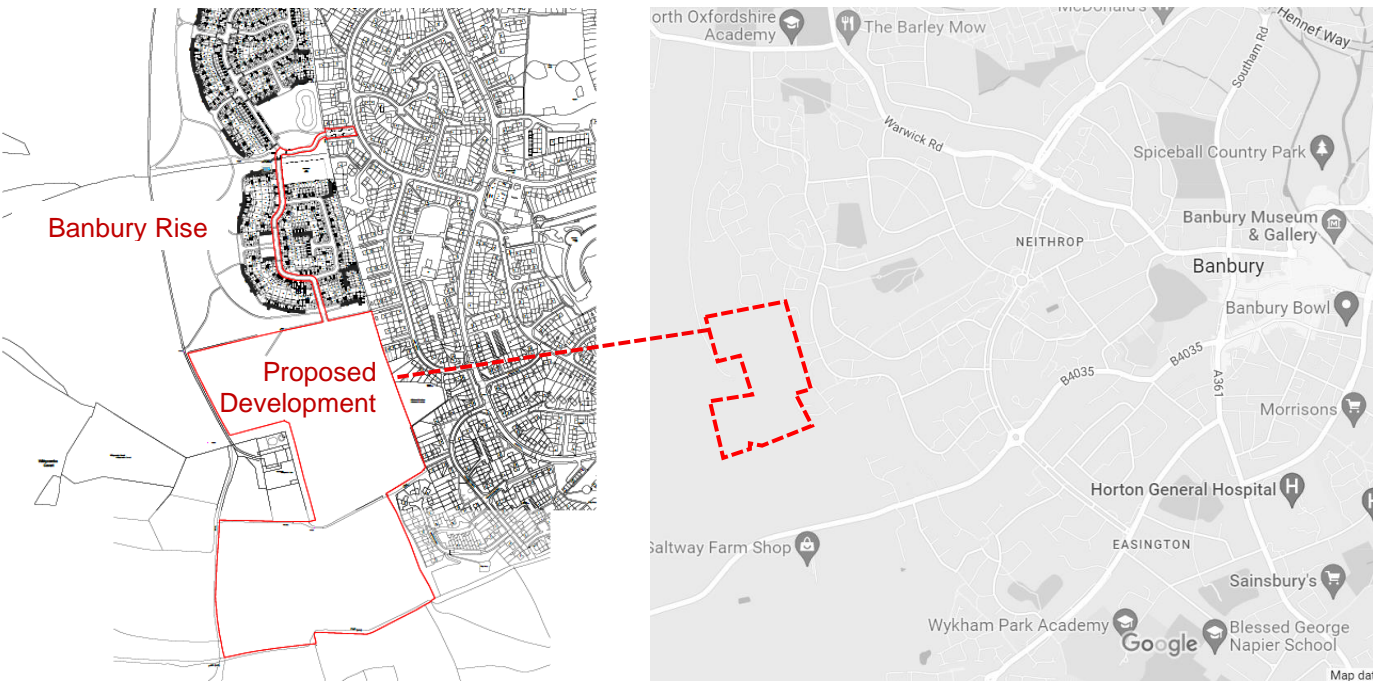 Banbury Rise
Proposed
Development
orth Oxfordshire
Academy
The Barley Mow
McDonald's
Hennef Way
Southam Rd
Warwick Rd
Spiceball Country Park
Banbury Museum
& Gallery
NEITHROP
Banbury
Banbury Bowl
B4035
B4035
A361
Morrisons
Horton General Hospital
H
H
Saltway Farm Shop
EASINGTON
Sainsbury's
Wykham Park Academy
Google
Blessed George
Napier School
Map dat